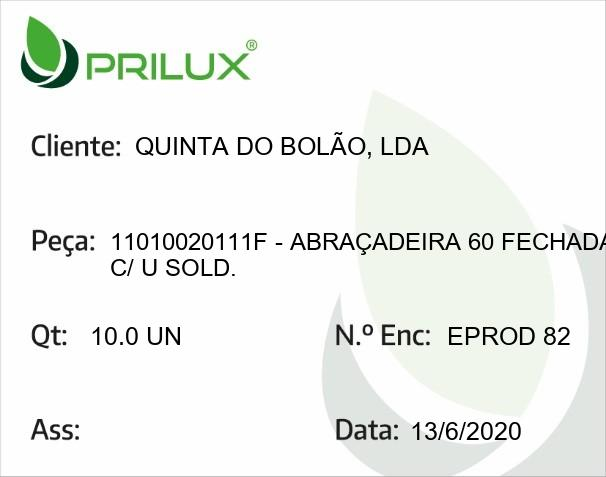 PRILUX®
Cliente: QUINTA DO BOLÃO, LDA
Peça: 11010020111F - ABRAÇADEIRA 60 FECHADA
C/ U SOLD.
Qt: 10.0 UN N.º Enc: EPROD 82
Ass: Data: 13/6/2020